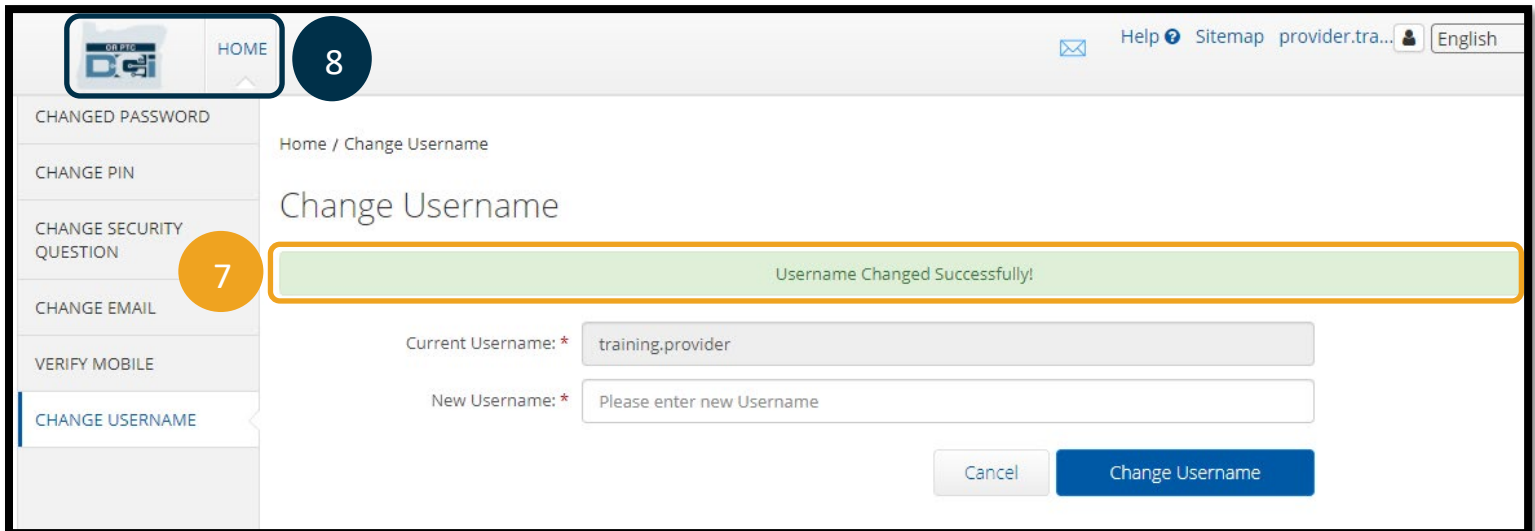 OR PTC
DCI
HOME
8
Help
Sitemap
provider.tra...
English
CHANGED PASSWORD
CHANGE PIN
CHANGE SECURITY
QUESTION
CHANGE EMAIL
VERIFY MOBILE
CHANGE USERNAME
Home / Change Username
Change Username
7
Username Changed Successfully!
Current Username: * training.provider
New Username: * Please enter new Username
Cancel
Change Username